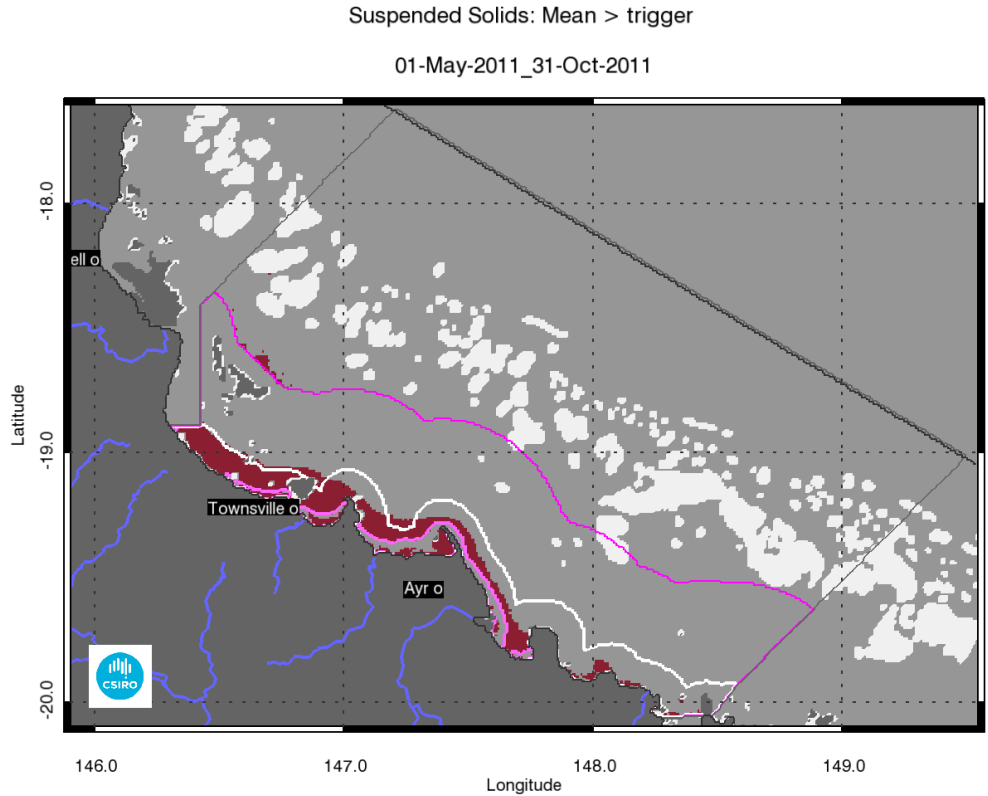 Suspended Solids: Mean > trigger
01-May-2011_31-Oct-2011
Latitude
-18.0
-19.0
-20.0
ell o
Townsville o
Ayr o
CSIRO
146.0 147.0 148.0 149.0
Longitude